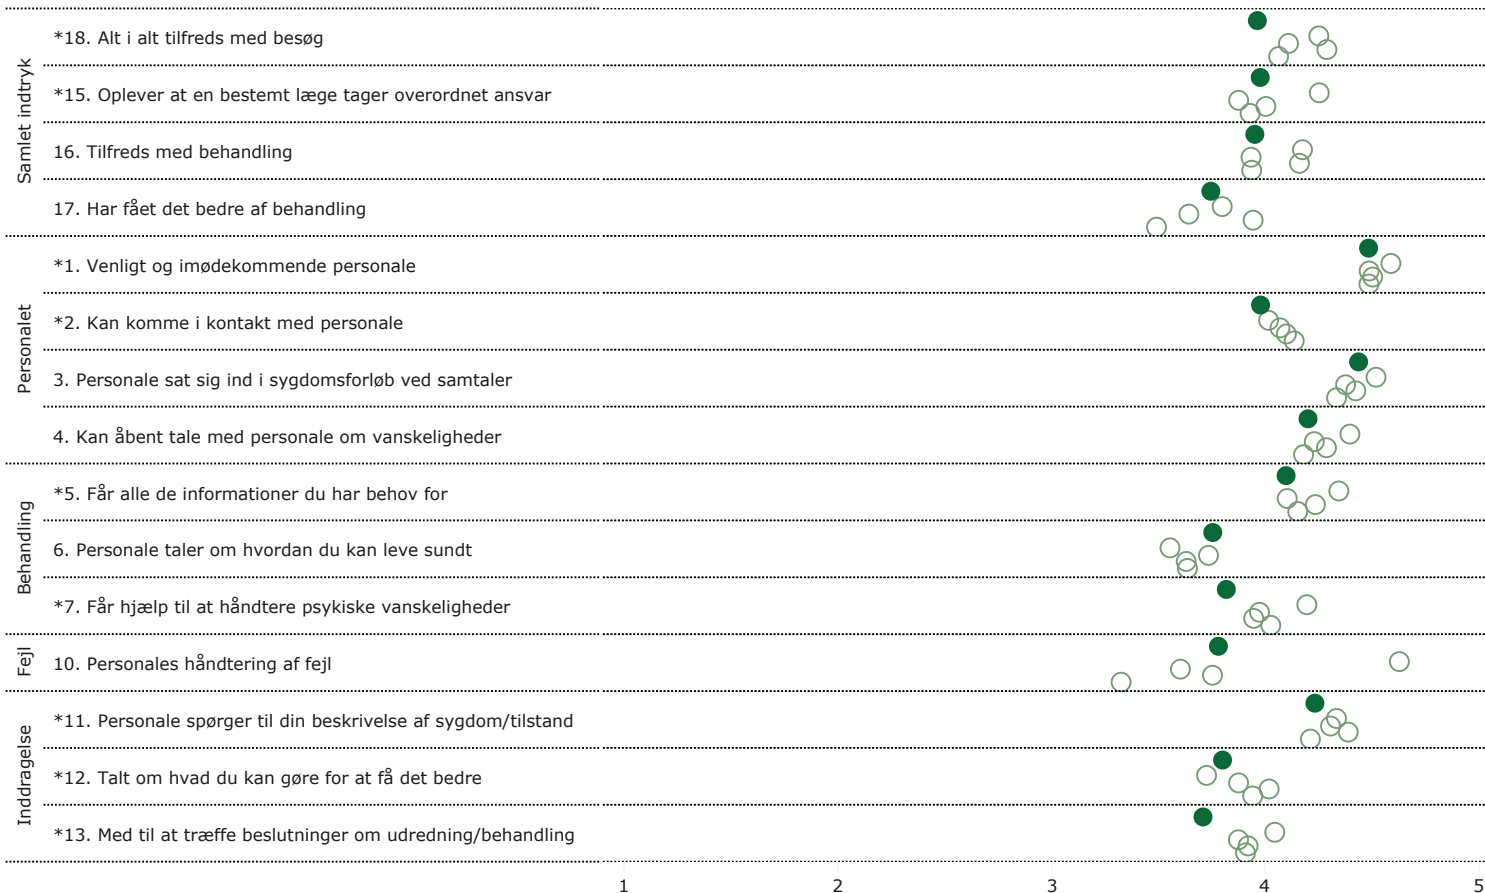 Samlet indtryk
*18. Alt i alt tilfreds med besøg
*15. Oplever at en bestemt læge tager overordnet ansvar
16. Tilfreds med behandling
17. Har fået det bedre af behandling
Personalet
*1. Venligt og imødekommende personale
*2. Kan komme i kontakt med personale
3. Personale sat sig ind i sygdomsforløb ved samtaler
4. Kan åbent tale med personale om vanskeligheder
Behandling
*5. Får alle de informationer du har behov for
6. Personale taler om hvordan du kan leve sundt
*7. Får hjælp til at håndtere psykiske vanskeligheder
Fejl
10. Personales håndtering af fejl
Inddragelse
*11. Personale spørger til din beskrivelse af sygdom/tilstand
*12. Talt om hvad du kan gøre for at få det bedre
*13. Med til at træffe beslutninger om udredning/behandling
1 2 3 4 5